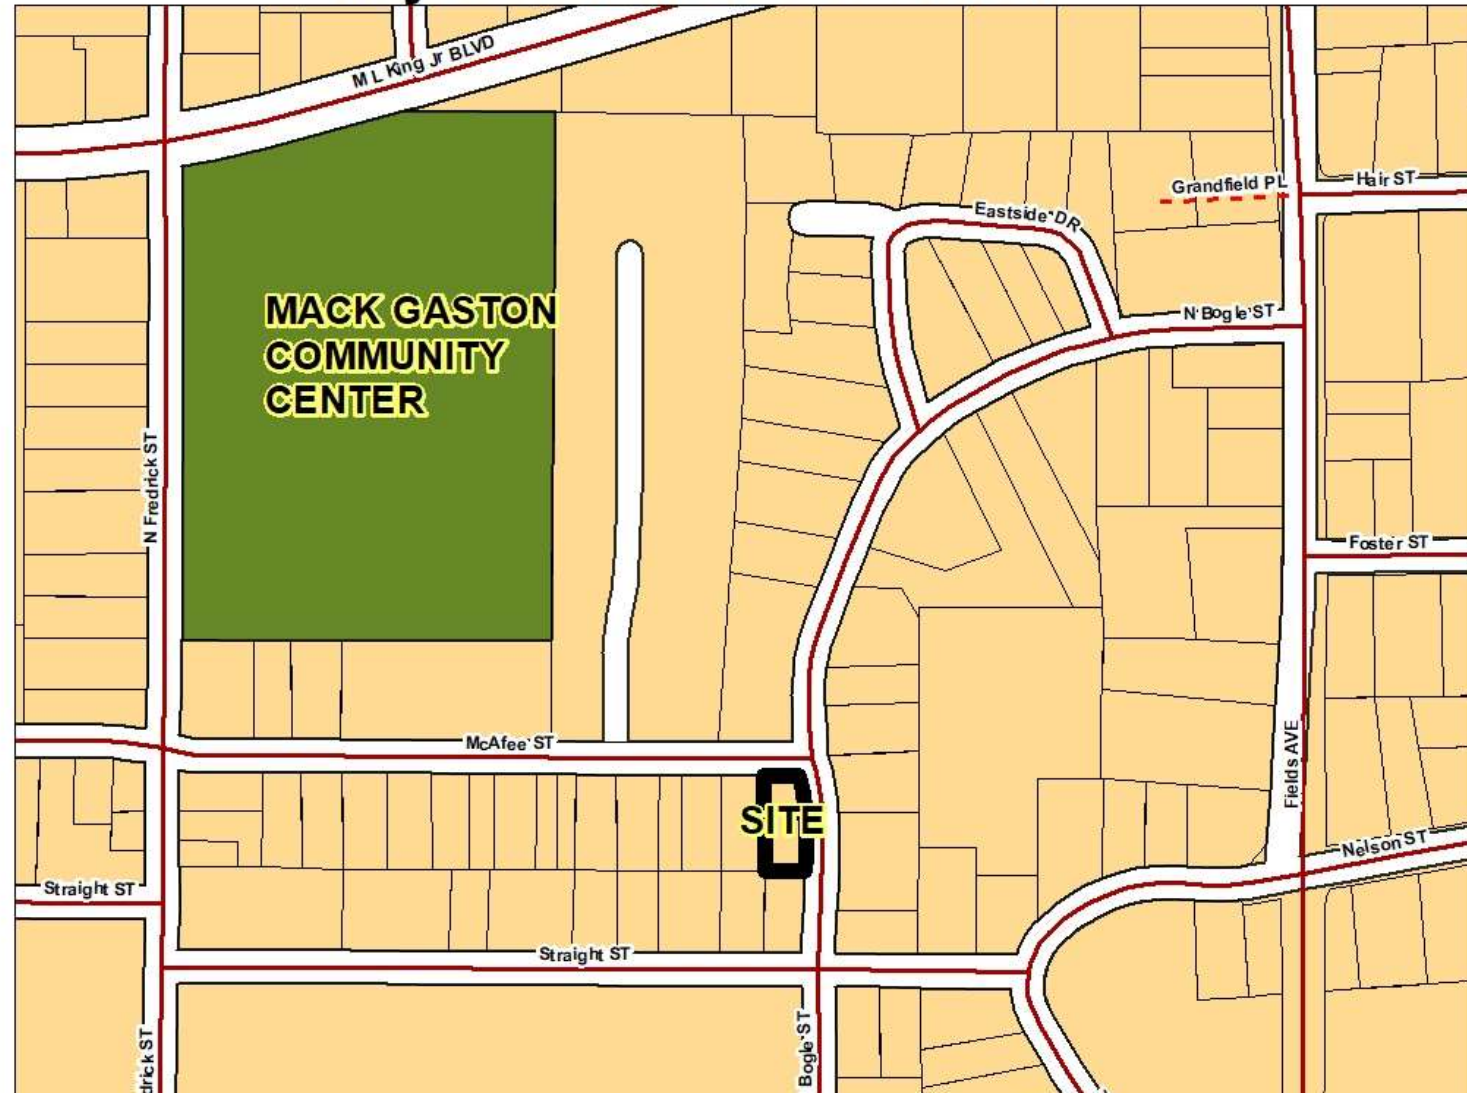 M L King Jr BLVD
Grandfield PL
Hair ST
Eastside DR
N Bogle ST
MACK GASTON
COMMUNITY
CENTER
N Fredrick ST
Foster ST
McAfee ST
Fields AVE
SITE
Nelson ST
Straight ST
Straight ST
Bogle ST
drick ST